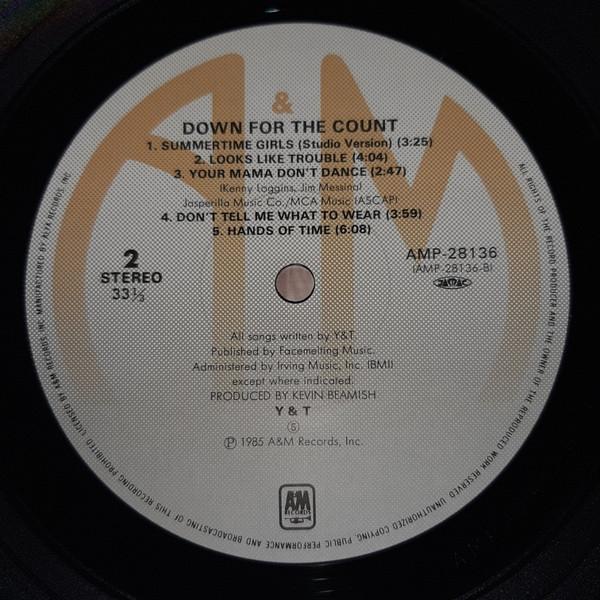 &
DOWN FOR THE COUNT
1. SUMMERTIME GIRLS (Studio Version) (3:25)
2. LOOKS LIKE TROUBLE (4:04)
3. YOUR MAMA DON'T DANCE (2:47)
(Kenny Loggins, Jim Messina)
Jasperilla Music Co./MCA Music (ASCAP)
4. DON'T TELL ME WHAT TO WEAR (3:59)
5. HANDS OF TIME (6:08)
2
STEREO
33⅓
AMP-28136
(AMP-28136-B)
All songs written by Y&T.
Published by Facemelting Music.
Administered by Irving Music, Inc. (BMI)
except where indicated.
PRODUCED BY KEVIN BEAMISH
Y & T
Ⓢ
Ⓟ 1985 A&M Records, Inc.
AM
RECORDS
ALL RIGHTS OF THE RECORD PRODUCER AND THE OWNER OF THE REPRODUCED WORK RESERVED UNAUTHORIZED COPYING, PUBLIC PERFORMANCE AND BROADCASTING OF THIS RECORDING PROHIBITED LICENSED BY A&M RECORDS INC MANUFACTURED BY ALFA RECORDS, INC.